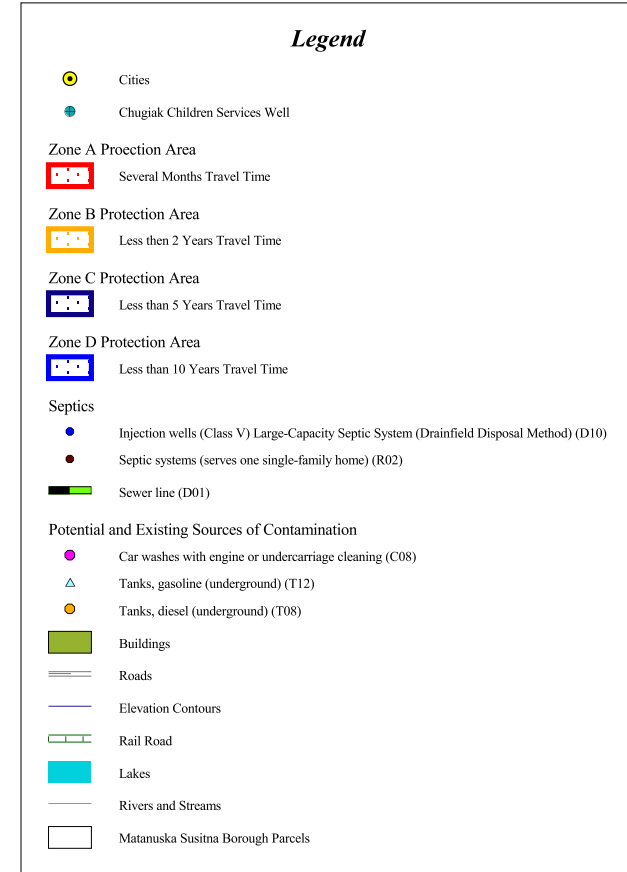 Legend
Cities
Chugiak Children Services Well
Zone A Proection Area
Several Months Travel Time
Zone B Protection Area
Less then 2 Years Travel Time
Zone C Protection Area
Less than 5 Years Travel Time
Zone D Protection Area
Less than 10 Years Travel Time
Septics
Injection wells (Class V) Large-Capacity Septic System (Drainfield Disposal Method) (D10)
Septic systems (serves one single-family home) (R02)
Sewer line (D01)
Potential and Existing Sources of Contamination
Car washes with engine or undercarriage cleaning (C08)
Tanks, gasoline (underground) (T12)
Tanks, diesel (underground) (T08)
Buildings
Roads
Elevation Contours
Rail Road
Lakes
Rivers and Streams
Matanuska Susitna Borough Parcels